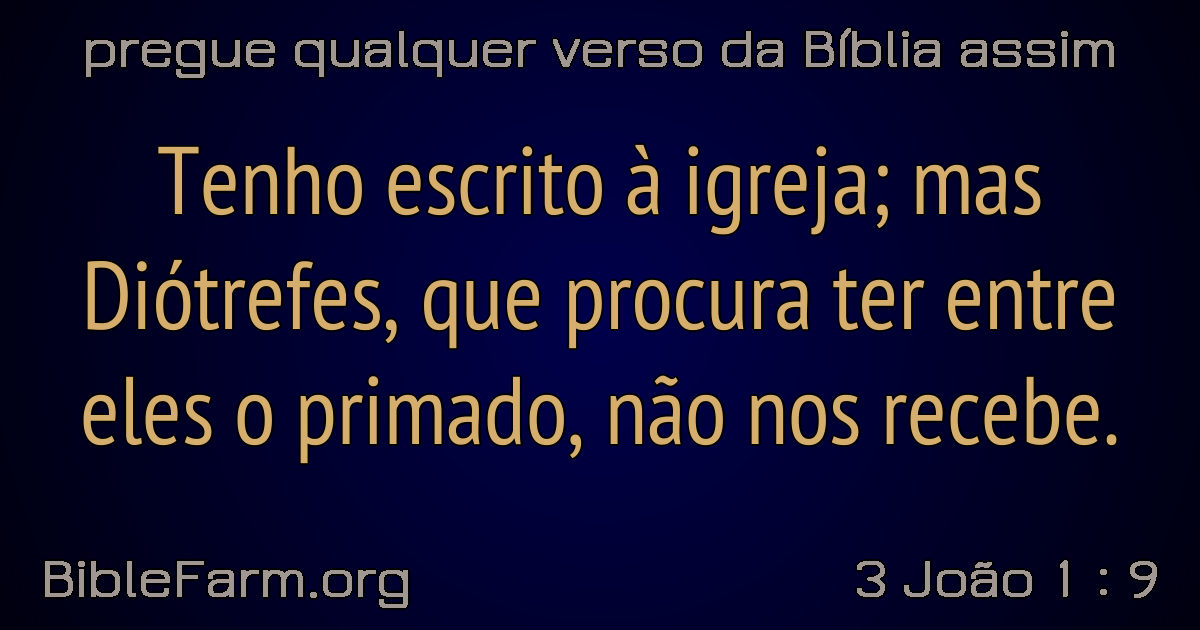 pregue qualquer verso da Bíblia assim
Tenho escrito à igreja; mas
Diótrefes, que procura ter entre
eles o primado, não nos recebe.
BibleFarm.org
3 João 1 : 9